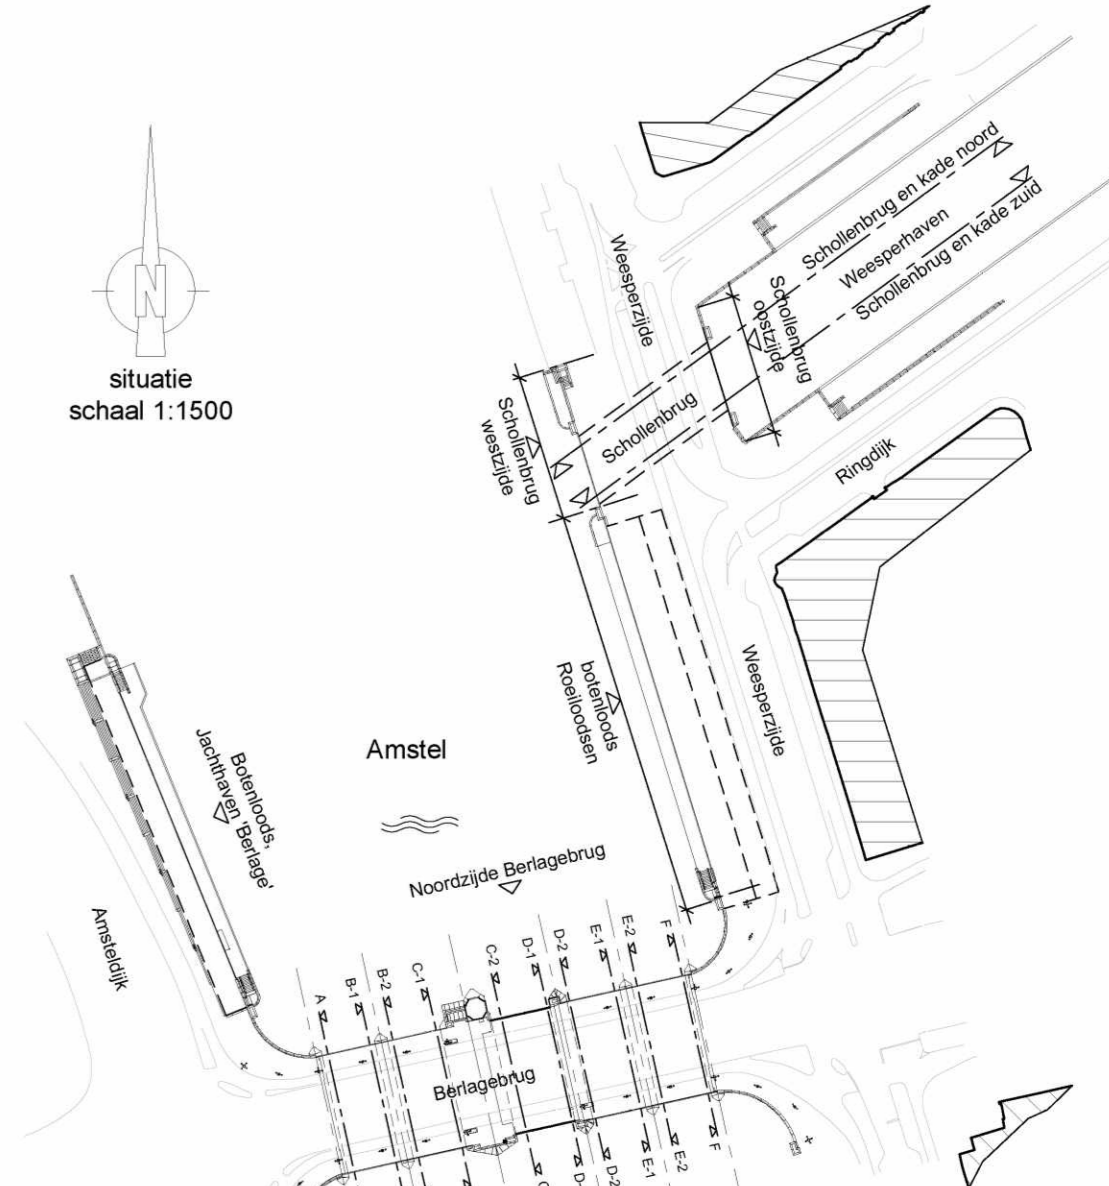 N
situatie
schaal 1:1500
Schollenbrug en kade noord
Weesperhaven
Schollenbrug en kade zuid
Weesperzijde
Schollenbrug
oostzijde
Schollenbrug
westzijde
Schollenbrug
Ringdijk
botenloods
Roeiloodsen
Weesperzijde
Botenloods,
Jachthaven 'Berlage'
Amstel
Noordzijde Berlagebrug
Amsteldijk
A
B-1
B-2
C-1
C-2
D-1
D-2
E-1
E-2
F
Berlagebrug
D-2
E-1
E-2
F